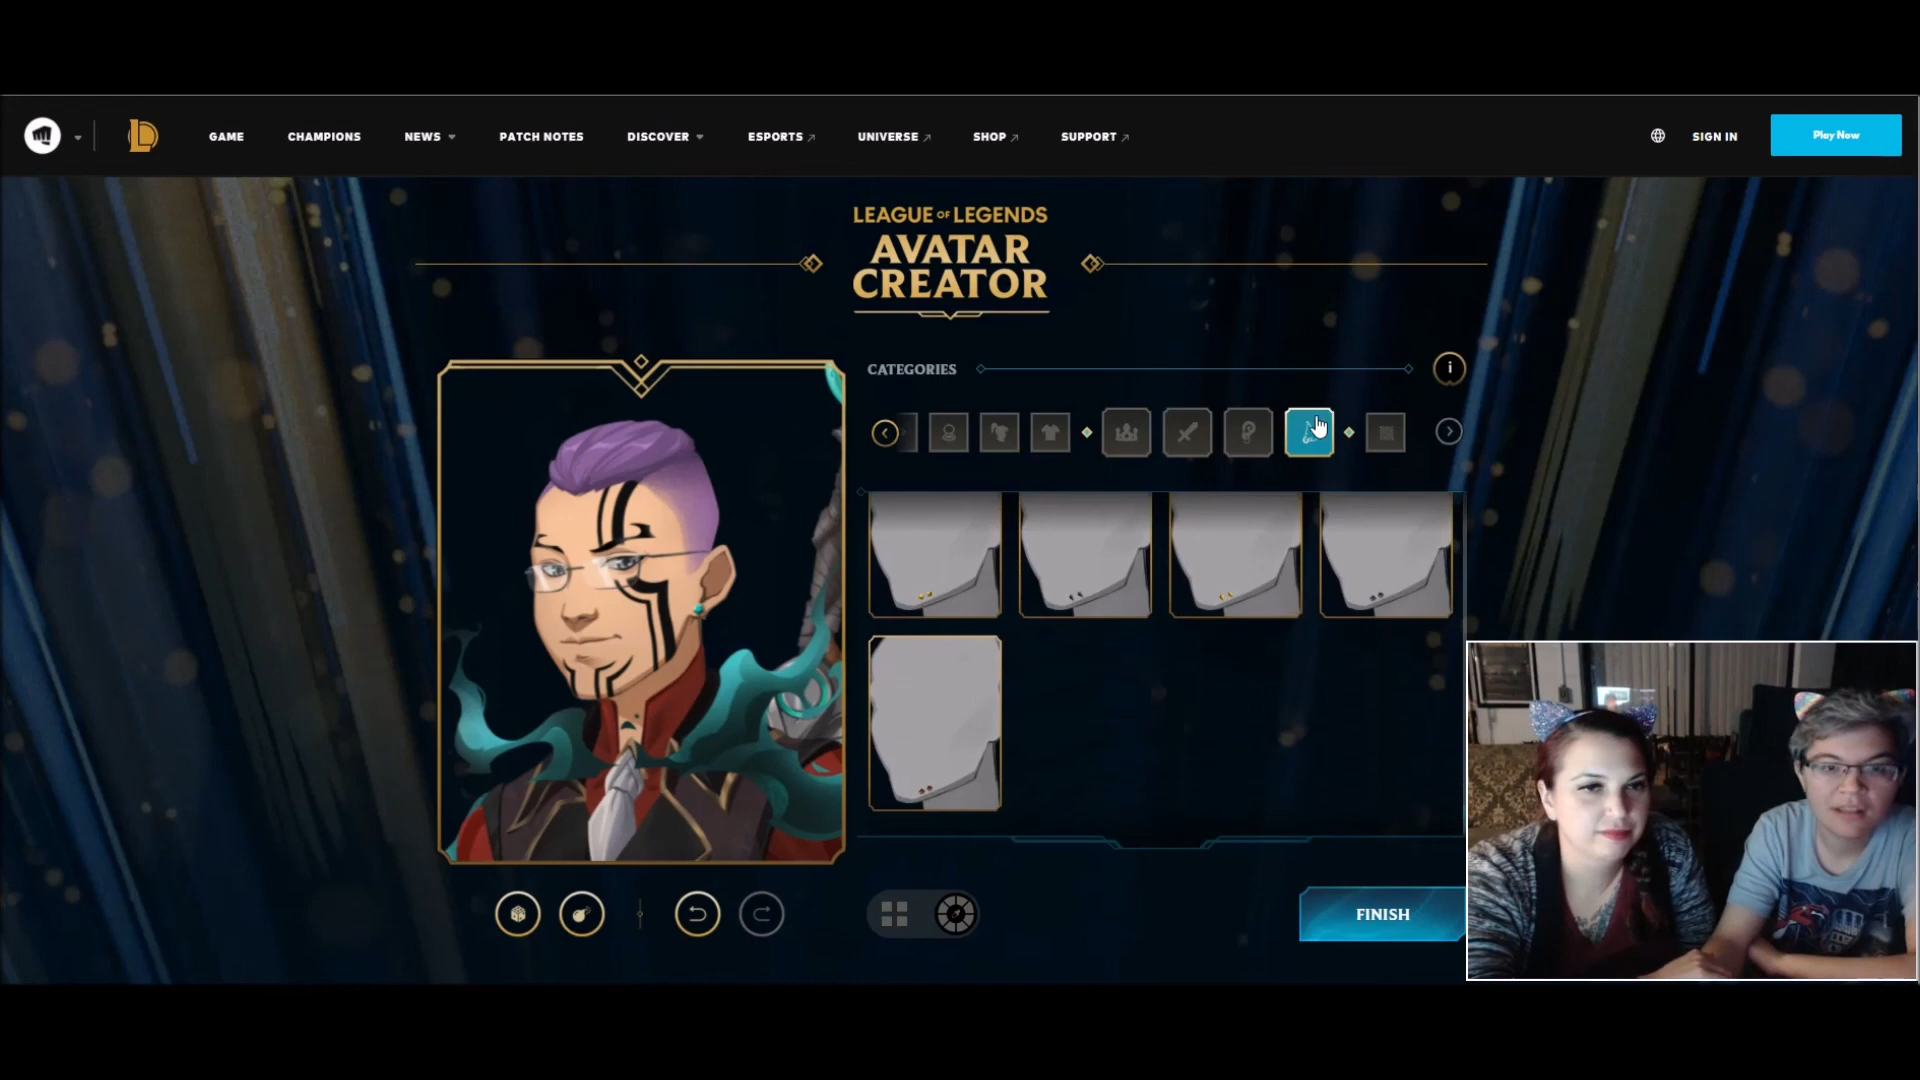 GAME CHAMPIONS NEWS PATCH NOTES DISCOVER ESPORTS UNIVERSE SHOP SUPPORT SIGN IN Play Now
LEAGUE OF LEGENDS
AVATAR
CREATOR
CATEGORIES
FINISH